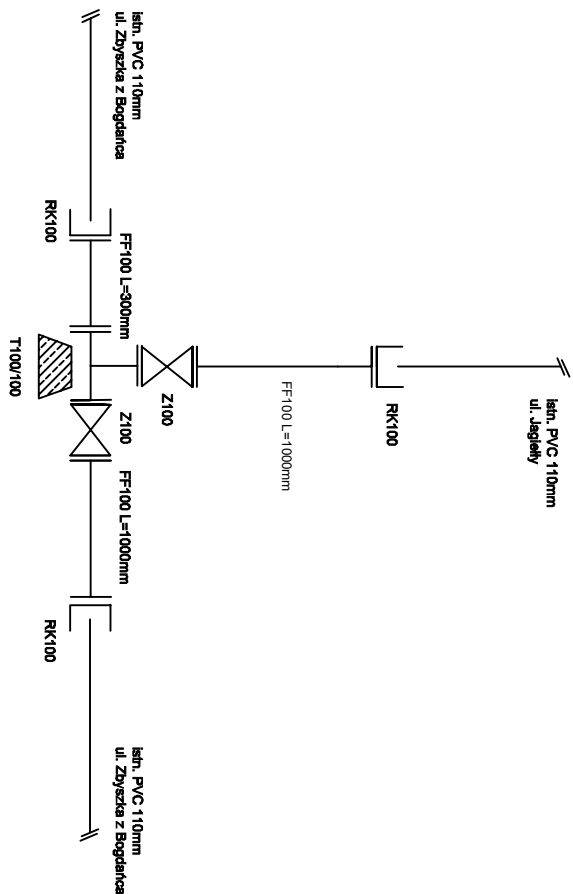 istn. PVC 110mm
ul. Jagiełły
RK100
FF100 L=1000mm
Z100
istn. PVC 110mm
ul. Zbyszka z Bogdańca
RK100
FF100 L=300mm
T100/100
Z100
FF100 L=1000mm
RK100
istn. PVC 110mm
ul. Zbyszka z Bogdańca